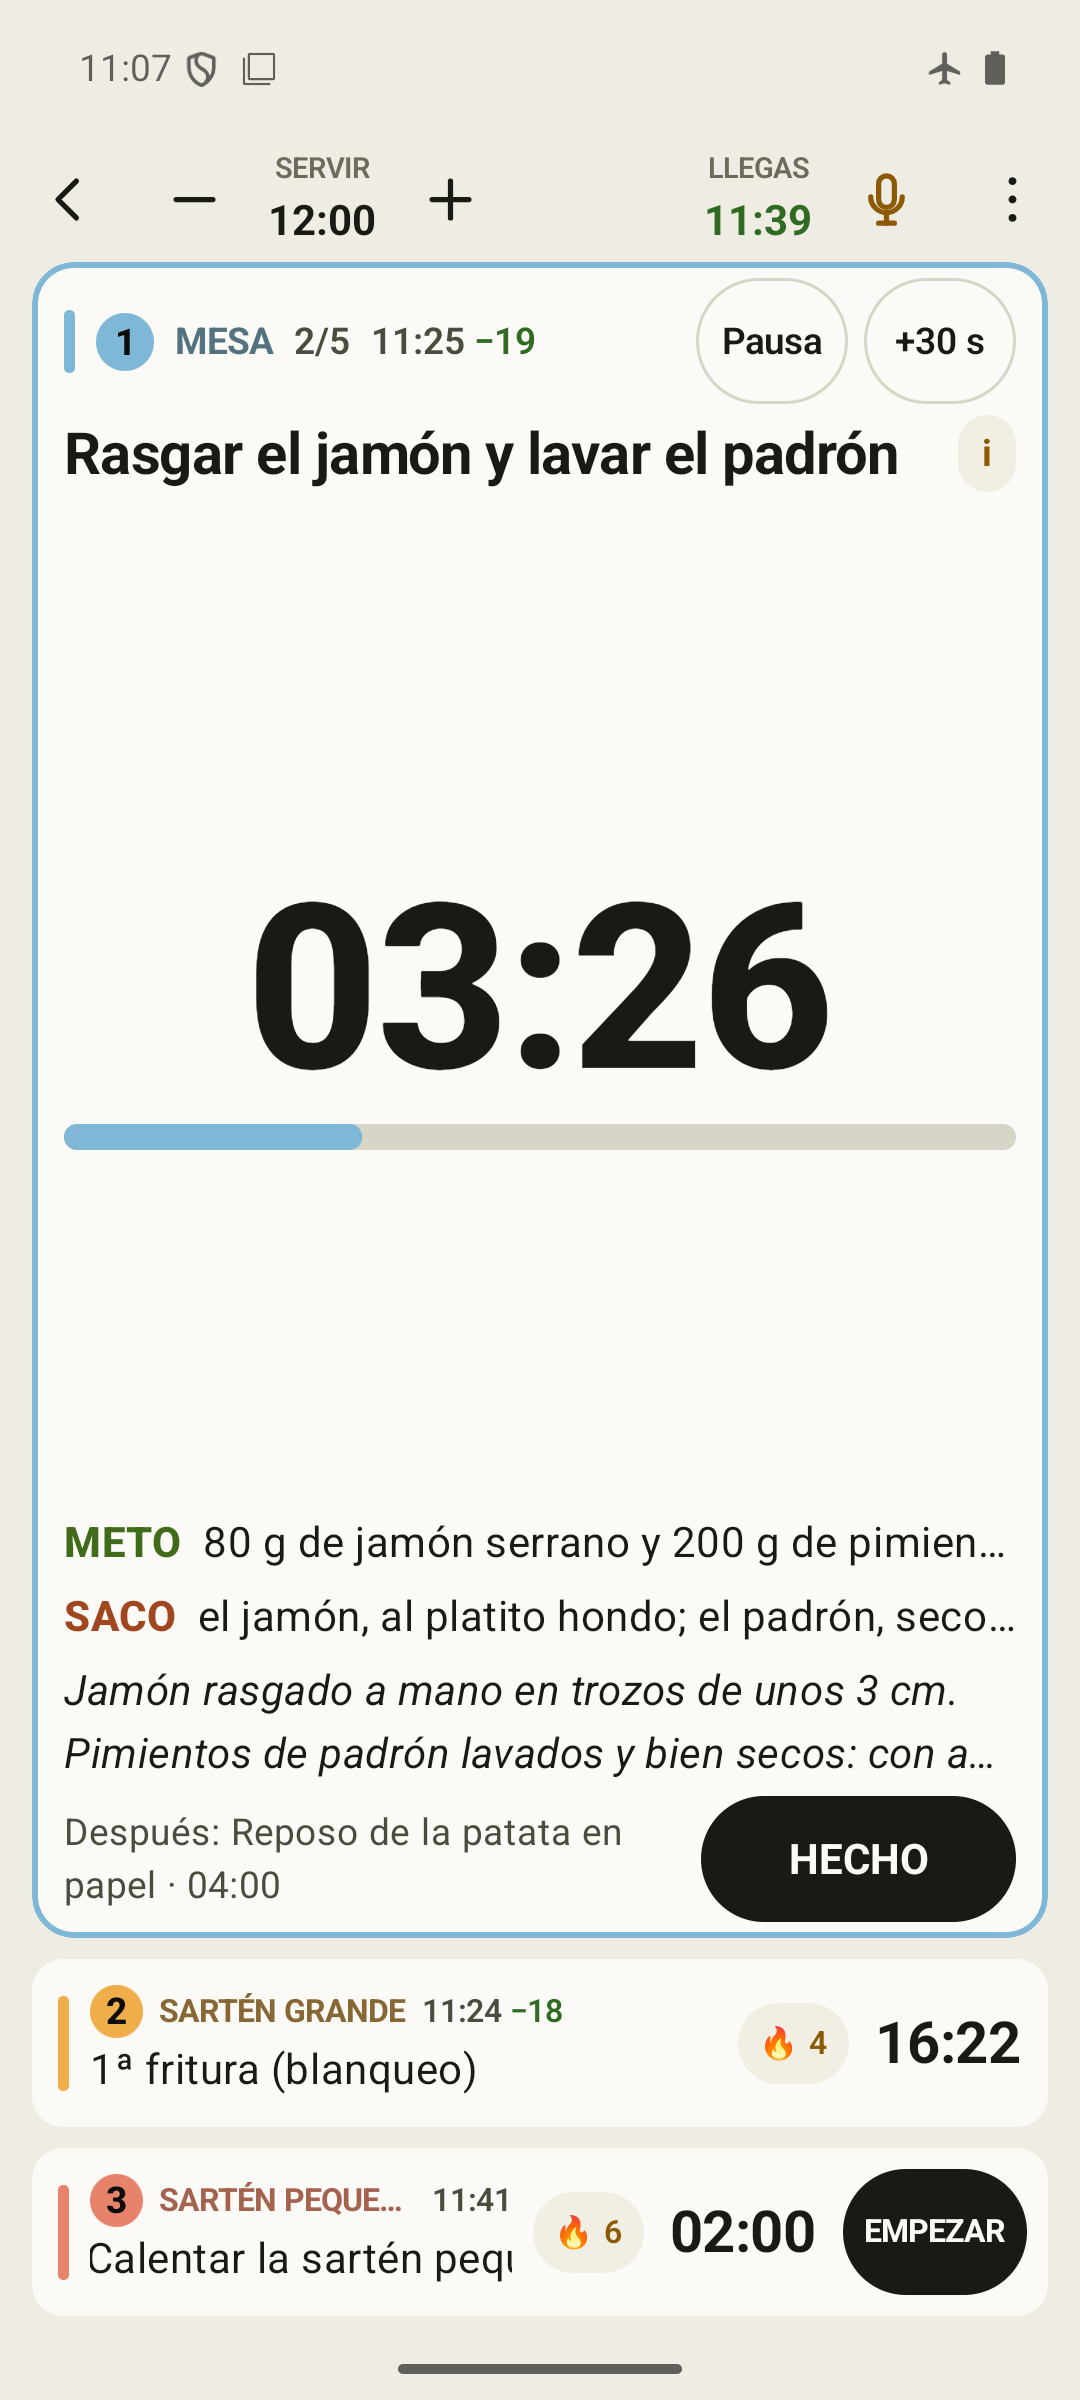 11:07
SERVIR
12:00
LLEGAS
11:39
1 MESA 2/5 11:25 −19
Pausa
+30 s
Rasgar el jamón y lavar el padrón
i
03:26
METO 80 g de jamón serrano y 200 g de pimien…
SACO el jamón, al platito hondo; el padrón, seco…
Jamón rasgado a mano en trozos de unos 3 cm.
Pimientos de padrón lavados y bien secos: con a…
Después: Reposo de la patata en
papel · 04:00
HECHO
2 SARTÉN GRANDE 11:24 −18
1ª fritura (blanqueo)
🔥 4
16:22
3 SARTÉN PEQUE… 11:41
Calentar la sartén pequ
🔥 6
02:00
EMPEZAR